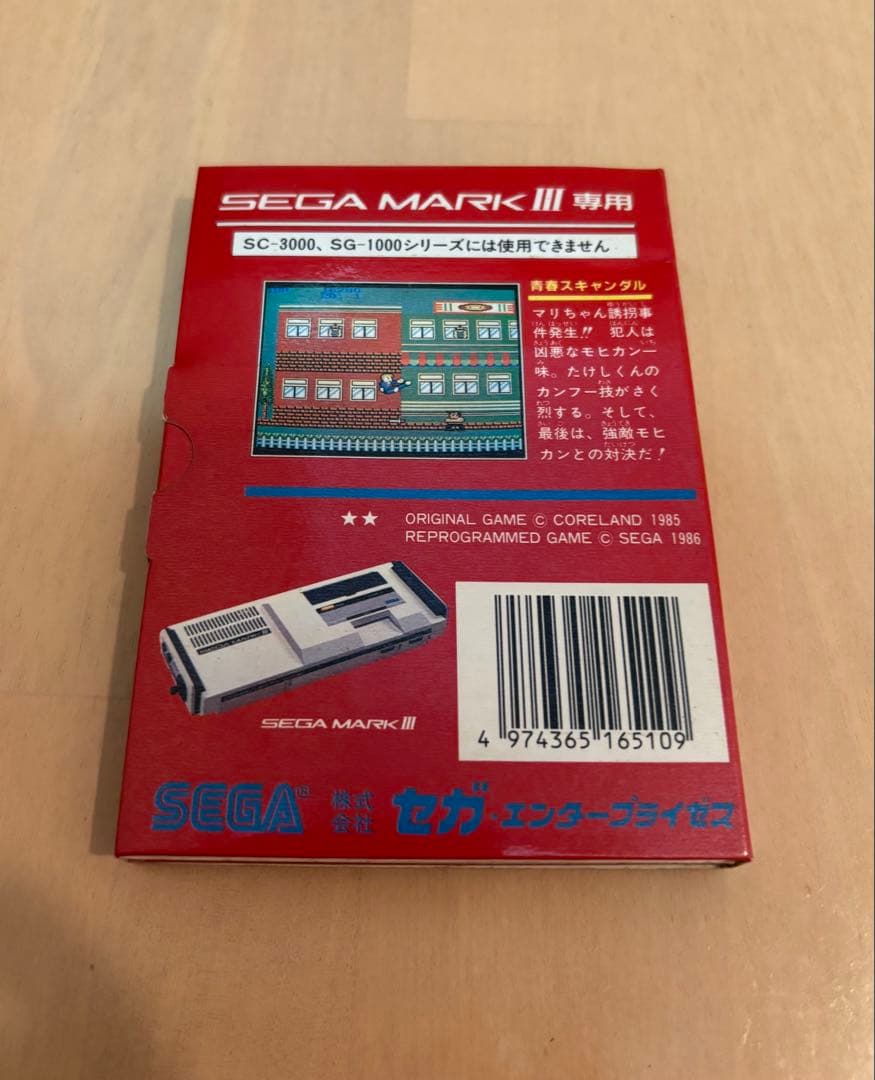 SEGA MARK III 専用
SC-3000、SG-1000シリーズには使用できません
青春スキャンダル
マリちゃん誘拐事
件発生!! 犯人は
凶悪なモヒカン一
味。たけしくんの
カンフー技がさく
烈する。そして、
最後は、強敵モヒ
カンとの対決だ!
★★ ORIGINAL GAME © CORELAND 1985
REPROGRAMMED GAME © SEGA 1986
SEGA MARK III
4 974365 165109
SEGA® 株式会社 セガ・エンタープライゼス